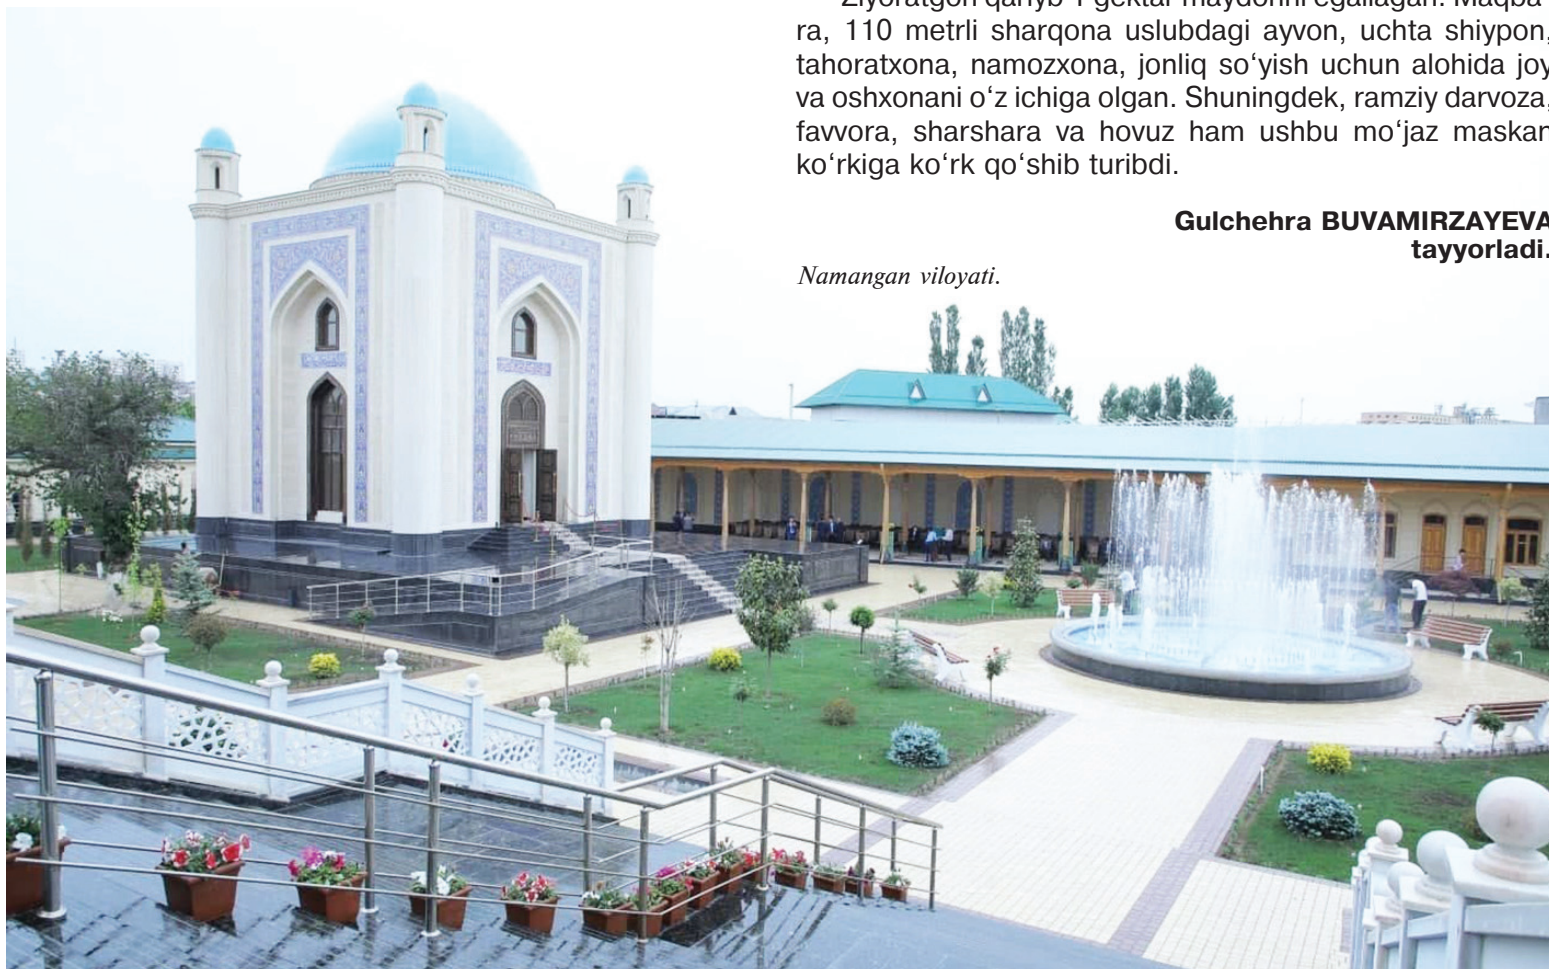 ra, 110 metrli sharqona uslubdagi ayvon, uchta shiypon,
tahoratxona, namozxona, jonliq so‘yish uchun alohida joy
va oshxonani o‘z ichiga olgan. Shuningdek, ramziy darvoza,
favvora, sharshara va hovuz ham ushbu mo‘jaz maskan
ko‘rkiga ko‘rk qo‘shib turibdi.
Gulchehra BUVAMIRZAYEVA
tayyorladi.
Namangan viloyati.